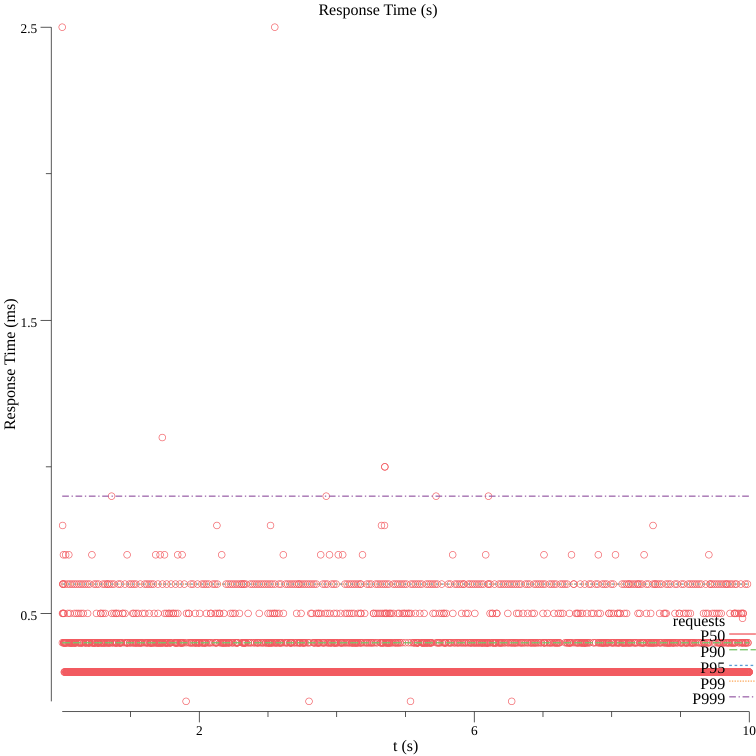 Response Time (s)
2.5
1.5
0.5
Response Time (ms)
requests
P50
P90
P95
P99
P999
2
6
10
t (s)